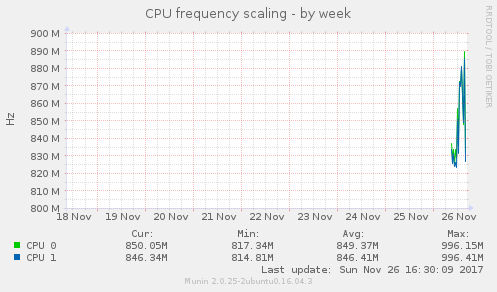 CPU frequency scaling - by week
RRDTOOL / TOBI OETIKER
Hz
900 M
890 M
880 M
870 M
860 M
850 M
840 M
830 M
820 M
810 M
800 M
18 Nov 19 Nov 20 Nov 21 Nov 22 Nov 23 Nov 24 Nov 25 Nov 26 Nov
Cur: Min: Avg: Max:
CPU 0 850.05M 817.34M 849.37M 996.15M
CPU 1 846.34M 814.81M 846.41M 996.41M
Last update: Sun Nov 26 16:30:09 2017
Munin 2.0.25-2ubuntu0.16.04.3